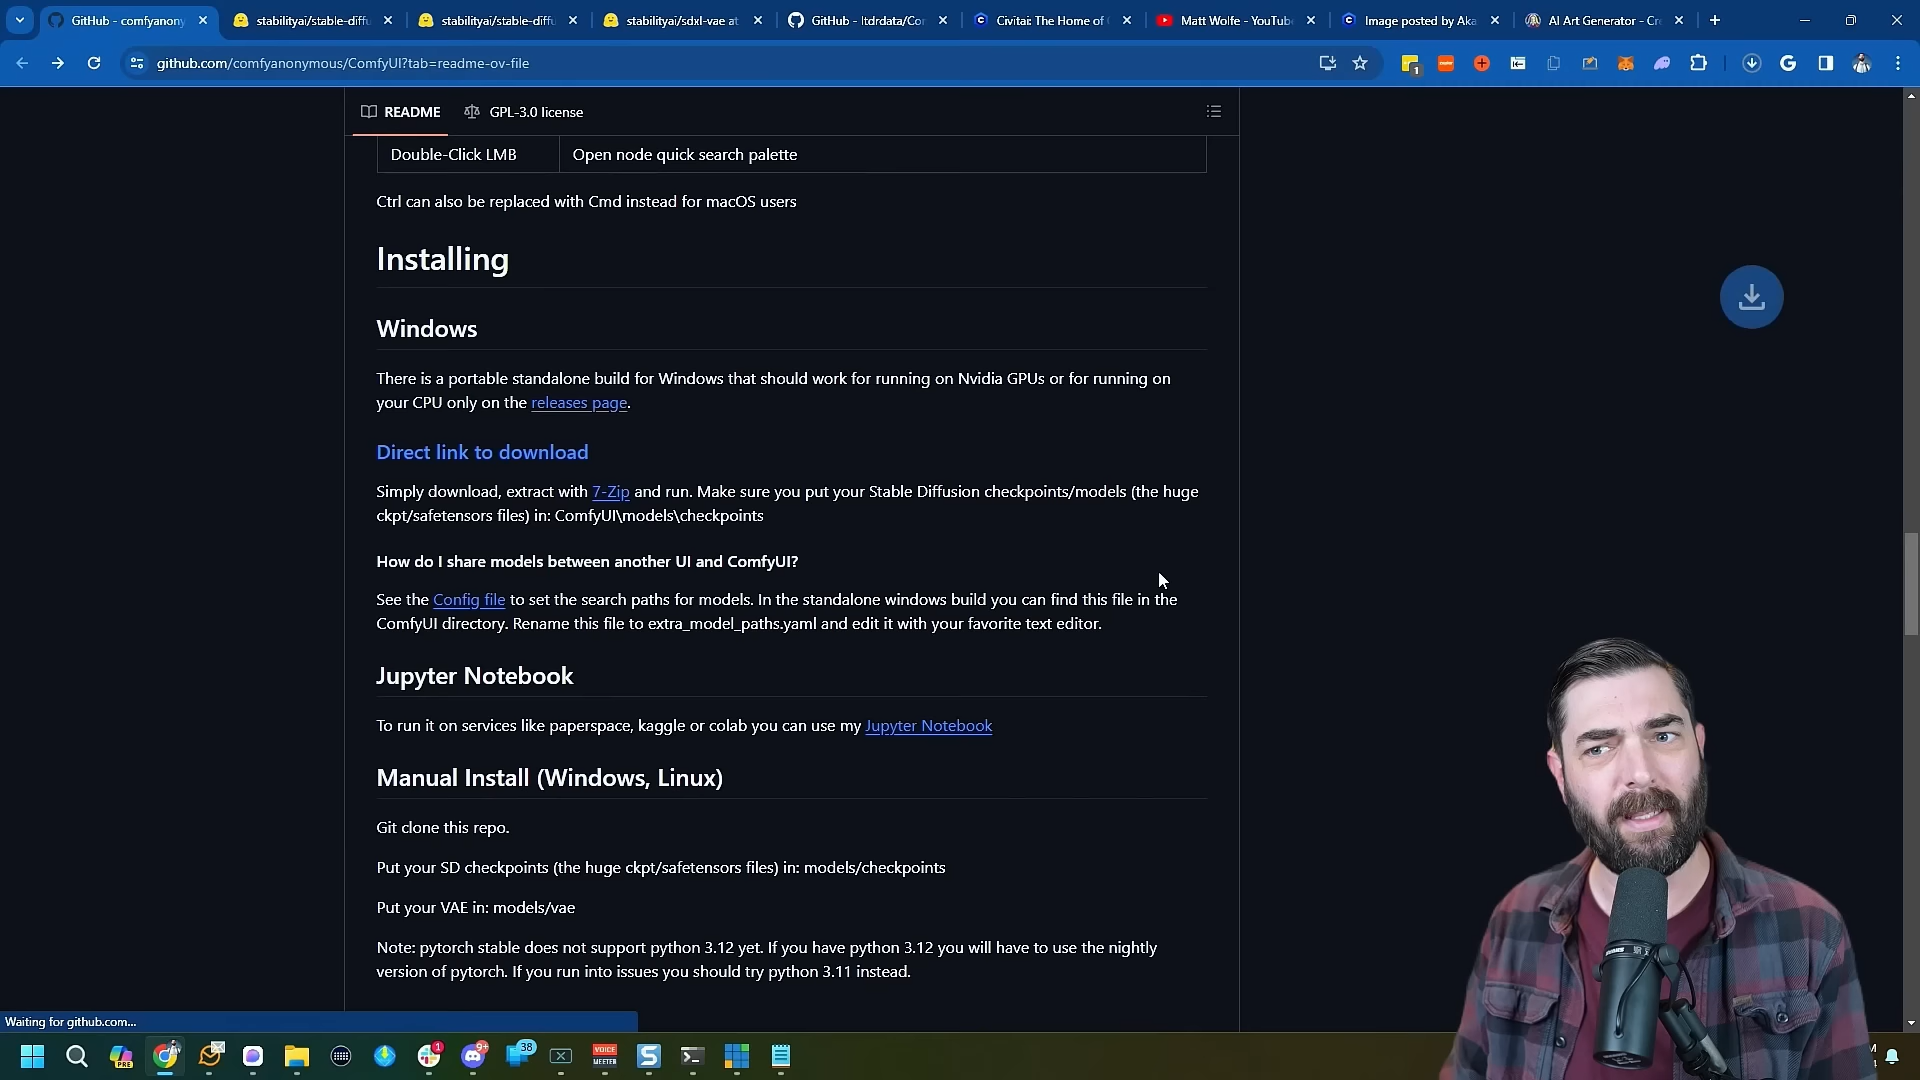 GitHub - comfyanony
stabilityai/stable-diffu
stabilityai/stable-diffu
stabilityai/sdxl-vae at
GitHub - ltdrdata/Com
Civitai: The Home of
Matt Wolfe - YouTube
Image posted by Aka
AI Art Generator - Cre
github.com/comfyanonymous/ComfyUI?tab=readme-ov-file
1
README
GPL-3.0 license
Double-Click LMB
Open node quick search palette
Ctrl can also be replaced with Cmd instead for macOS users
Installing
Windows
There is a portable standalone build for Windows that should work for running on Nvidia GPUs or for running on
your CPU only on the releases page.
Direct link to download
Simply download, extract with 7-Zip and run. Make sure you put your Stable Diffusion checkpoints/models (the huge
ckpt/safetensors files) in: ComfyUI\models\checkpoints
How do I share models between another UI and ComfyUI?
See the Config file to set the search paths for models. In the standalone windows build you can find this file in the
ComfyUI directory. Rename this file to extra_model_paths.yaml and edit it with your favorite text editor.
Jupyter Notebook
To run it on services like paperspace, kaggle or colab you can use my Jupyter Notebook
Manual Install (Windows, Linux)
Git clone this repo.
Put your SD checkpoints (the huge ckpt/safetensors files) in: models/checkpoints
Put your VAE in: models/vae
Note: pytorch stable does not support python 3.12 yet. If you have python 3.12 you will have to use the nightly
version of pytorch. If you run into issues you should try python 3.11 instead.
Waiting for github.com...
PRE
1
9+
38
VOICE
MEETER
S